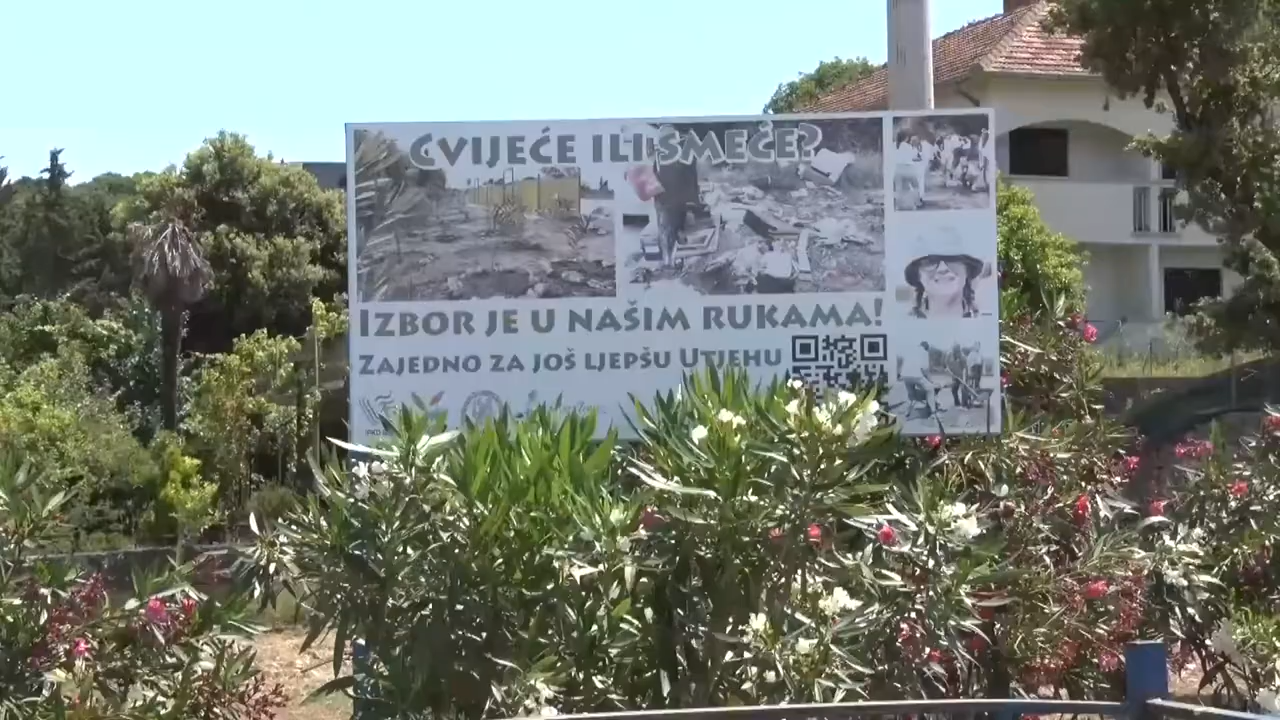 CVIJEĆE ILI SMEĆE?
IZBOR JE U NAŠIM RUKAMA!
ZAJEDNO ZA JOŠ LJEPŠU UTJEHU